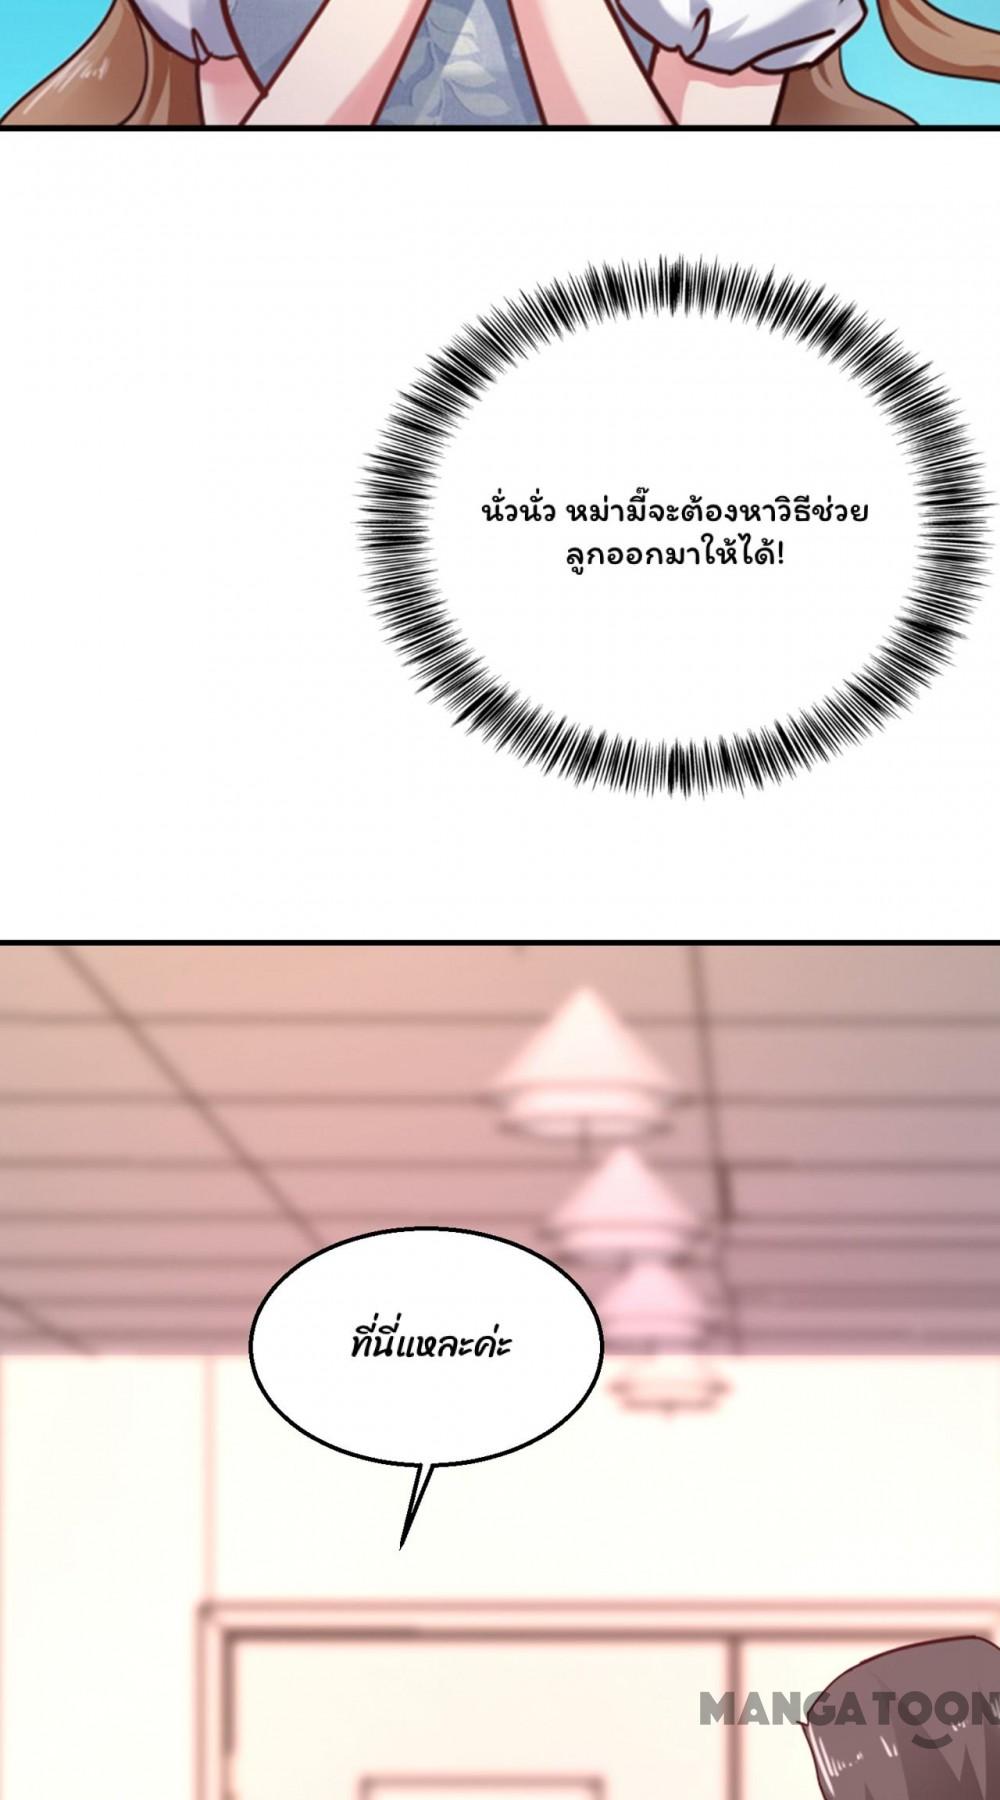 นั่วนั่ว หม่ามี๊จะต้องหาวิธีช่วย
ลูกออกมาให้ได้!
ที่นี่แหละค่ะ
MANGATOON